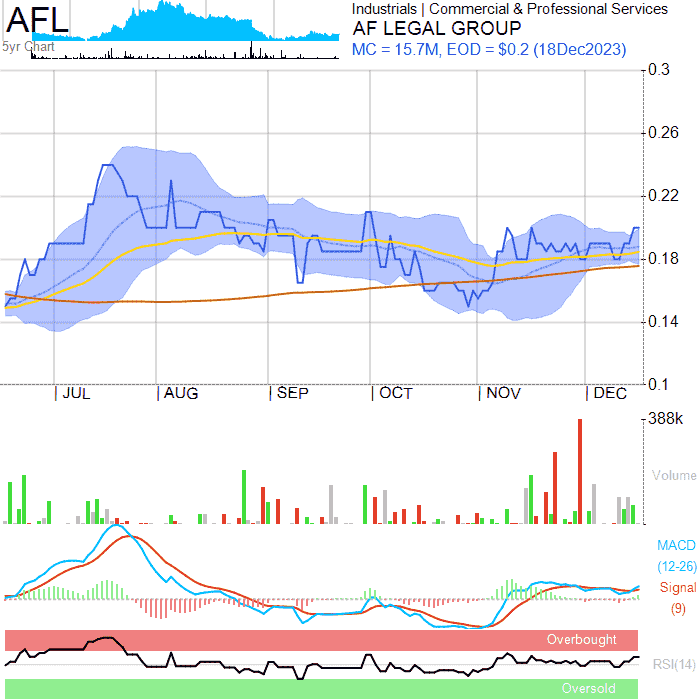 AFL
5yr Chart
Industrials | Commercial & Professional Services
AF LEGAL GROUP
MC = 15.7M, EOD = $0.2 (18Dec2023)
0.3
0.26
0.22
0.18
0.14
0.1
JUL
AUG
SEP
OCT
NOV
DEC
388k
Volume
MACD
(12-26)
Signal
(9)
Overbought
RSI(14)
Oversold